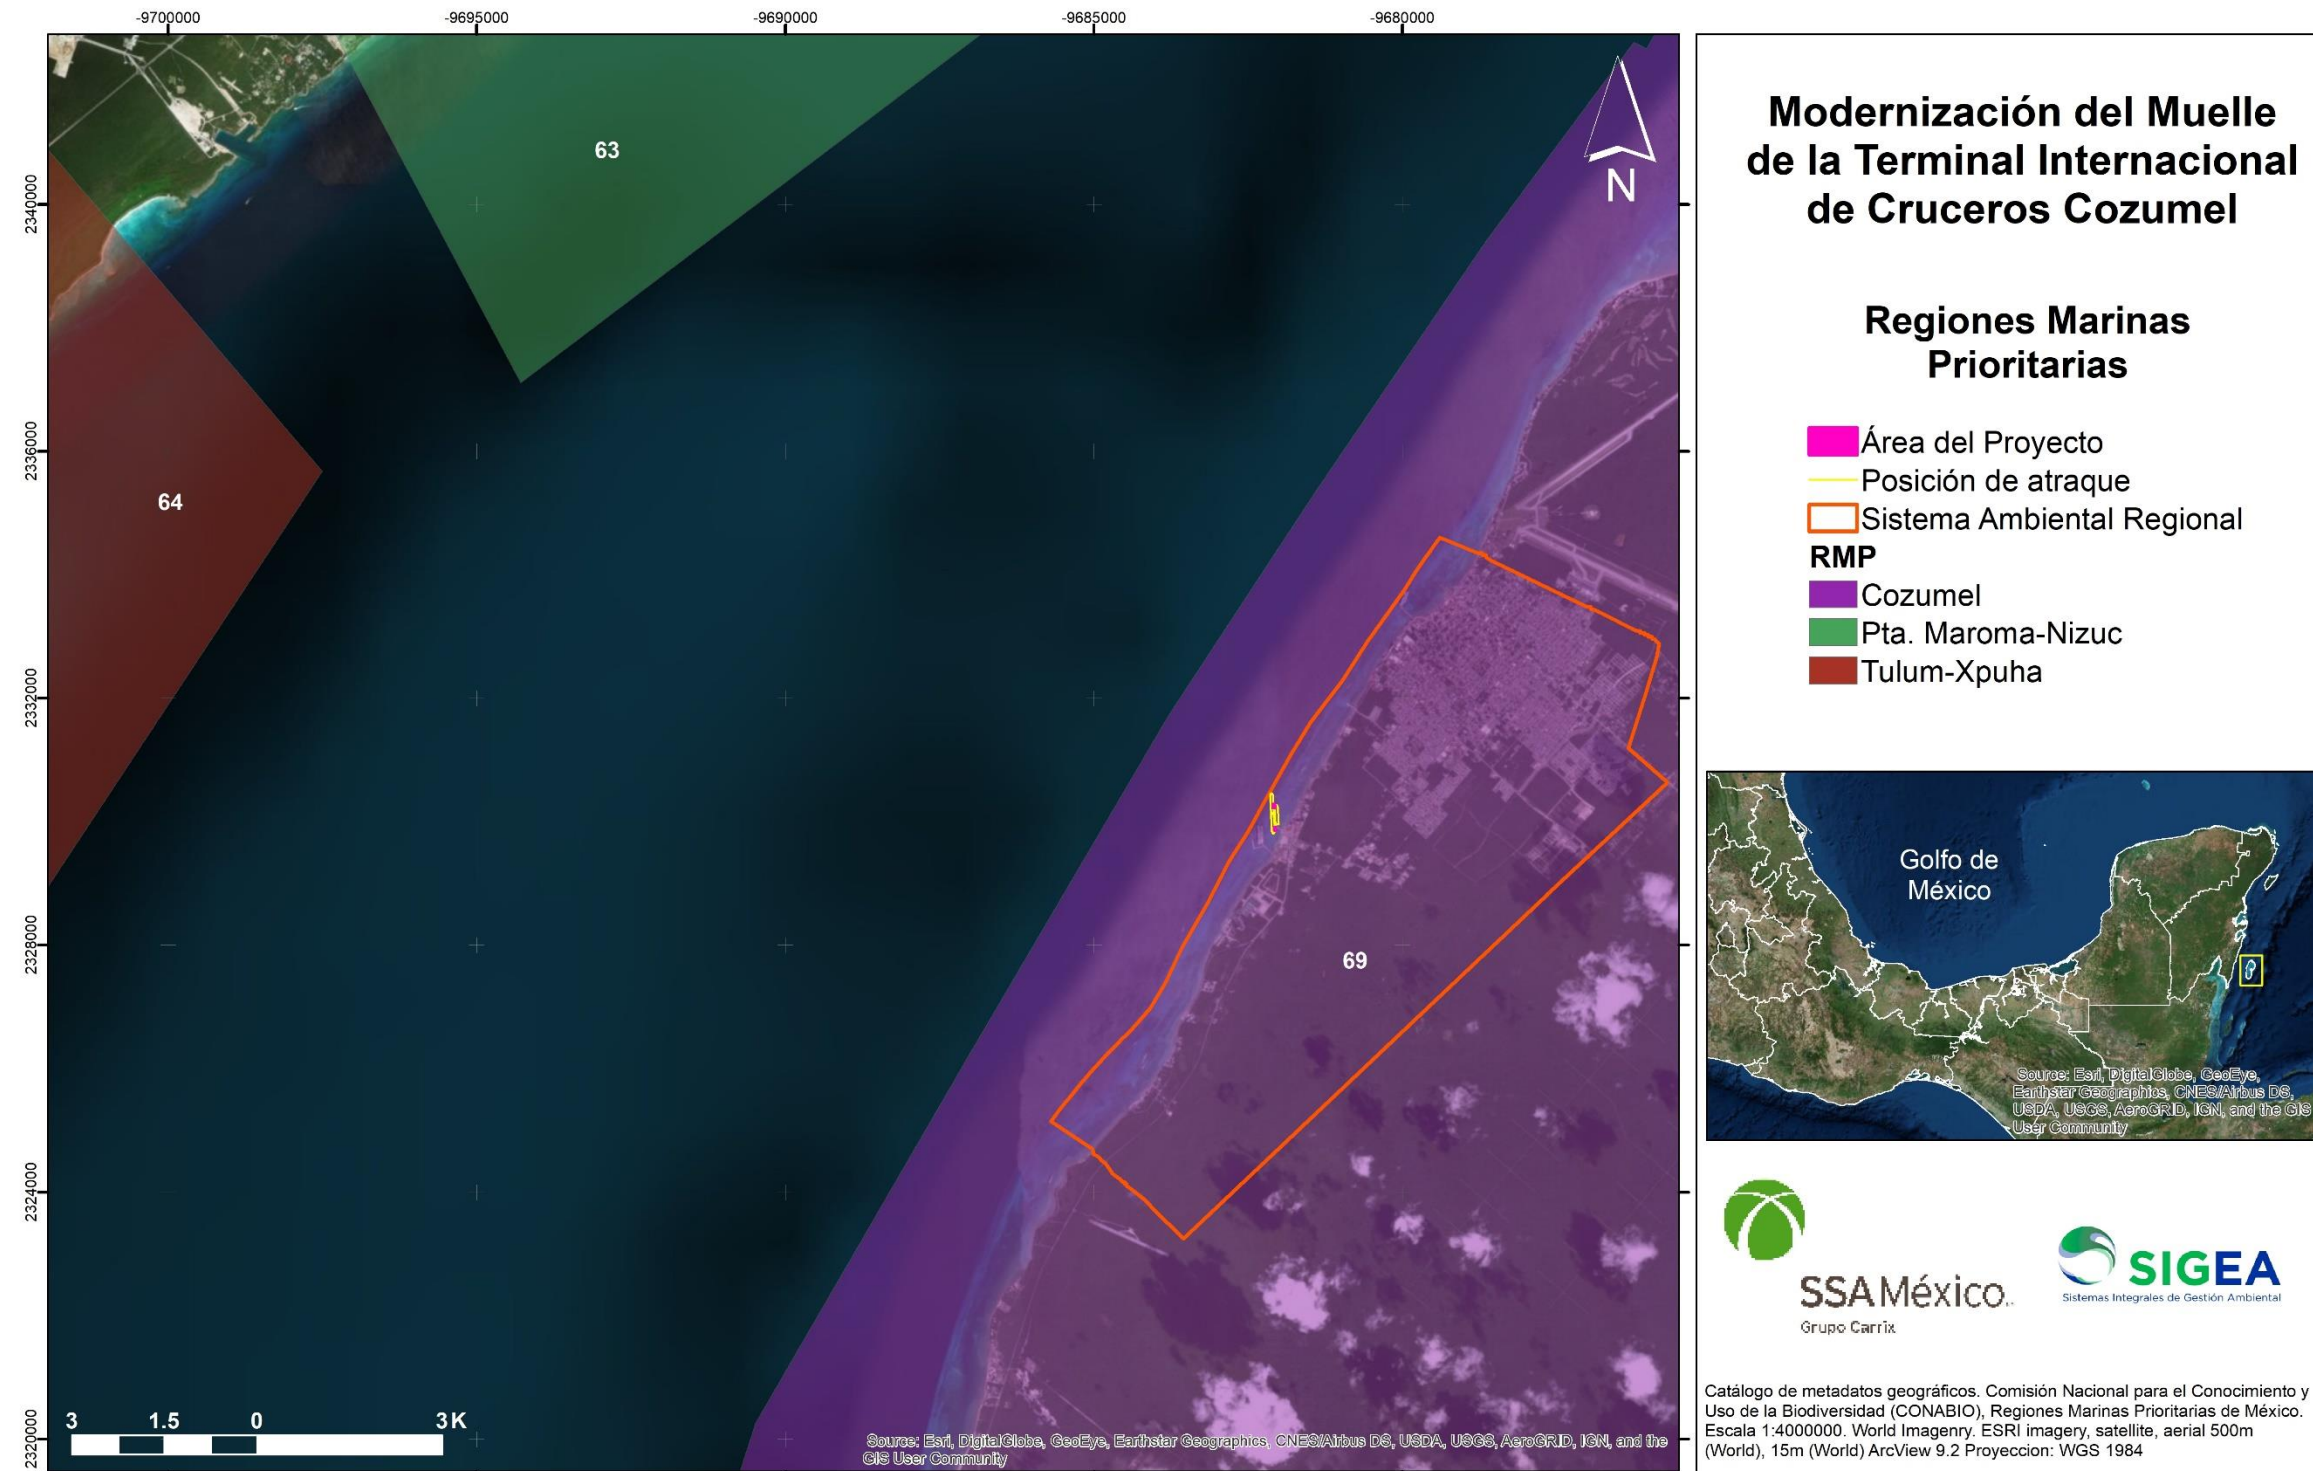 -9700000
-9695000
-9690000
-9685000
-9680000
2340000
2336000
2332000
2328000
2324000
2320000
63
64
69
N
3 1.5 0 3 K
Source: Esri, DigitalGlobe, GeoEye, Earthstar Geographics, CNES/Airbus DS, USDA, USGS, AeroGRID, IGN, and the
GIS User Community
Modernización del Muelle
de la Terminal Internacional
de Cruceros Cozumel
Regiones Marinas
Prioritarias
Área del Proyecto
Posición de atraque
Sistema Ambiental Regional
RMP
Cozumel
Pta. Maroma-Nizuc
Tulum-Xpuha
Golfo de
México
Source: Esri, DigitalGlobe, GeoEye,
Earthstar Geographics, CNES/Airbus DS,
USDA, USGS, AeroGRID, IGN, and the GIS
User Community
SSA México
Grupo Carrix
SIGEA
Sistemas Integrales de Gestión Ambiental
Catálogo de metadatos geográficos. Comisión Nacional para el Conocimiento y
Uso de la Biodiversidad (CONABIO), Regiones Marinas Prioritarias de México.
Escala 1:4000000. World Imagenry. ESRI imagery, satellite, aerial 500m
(World), 15m (World) ArcView 9.2 Proyeccion: WGS 1984